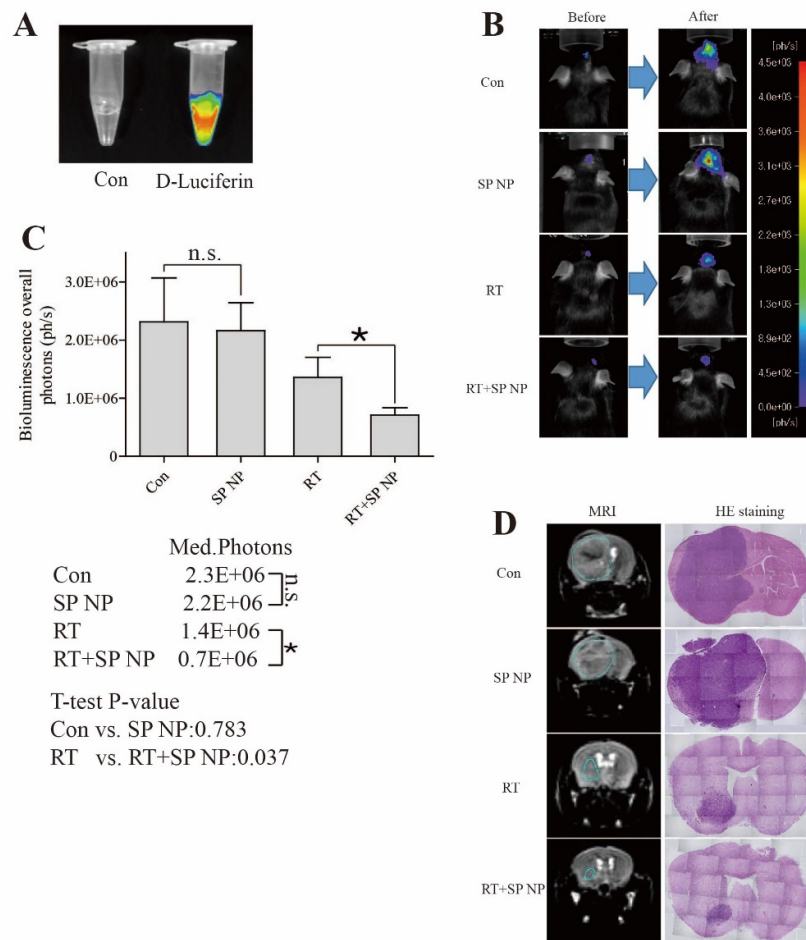 A
Con D-Luciferin
B
Before After
Con
SP NP
RT
RT+SP NP
[ph/s]
4.5e+03
3.6e+03
3.1e+03
2.7e+03
2.2e+03
1.8e+03
1.3e+03
8.9e+02
4.5e+02
0.0e+00
[ph/s]
C
Bioluminescence overall
photons (ph/s)
3.0E+06
2.0E+06
1.0E+06
0
n.s.
*
Con SP NP RT RT+SP NP
Med.Photons
Con 2.3E+06
SP NP 2.2E+06
n.s.
RT 1.4E+06
RT+SP NP 0.7E+06
*
T-test P-value
Con vs. SP NP:0.783
RT vs. RT+SP NP:0.037
D
MRI HE staining
Con
SP NP
RT
RT+SP NP